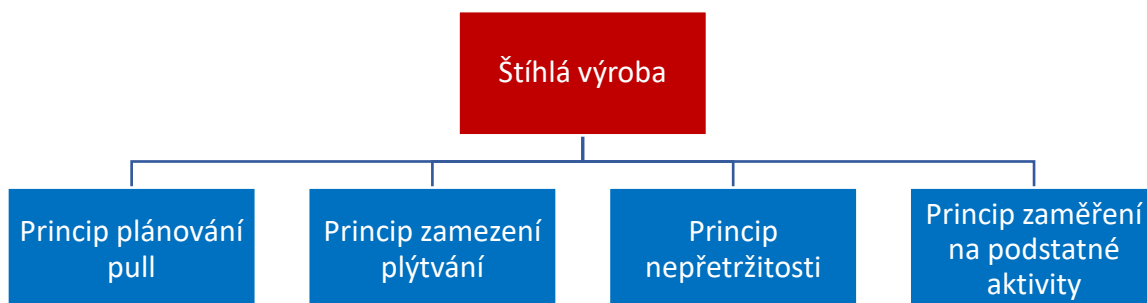 Štíhlá výroba
Princip plánování
pull
Princip zamezení
plýtvání
Princip
nepřetržitosti
Princip zaměření
na podstatné
aktivity